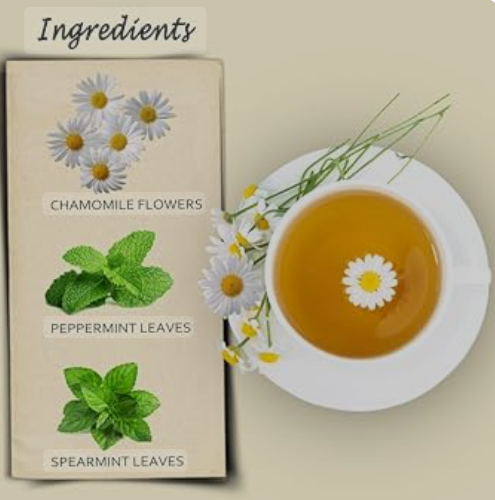 Ingredients
CHAMOMILE FLOWERS
PEPPERMINT LEAVES
SPEARMINT LEAVES